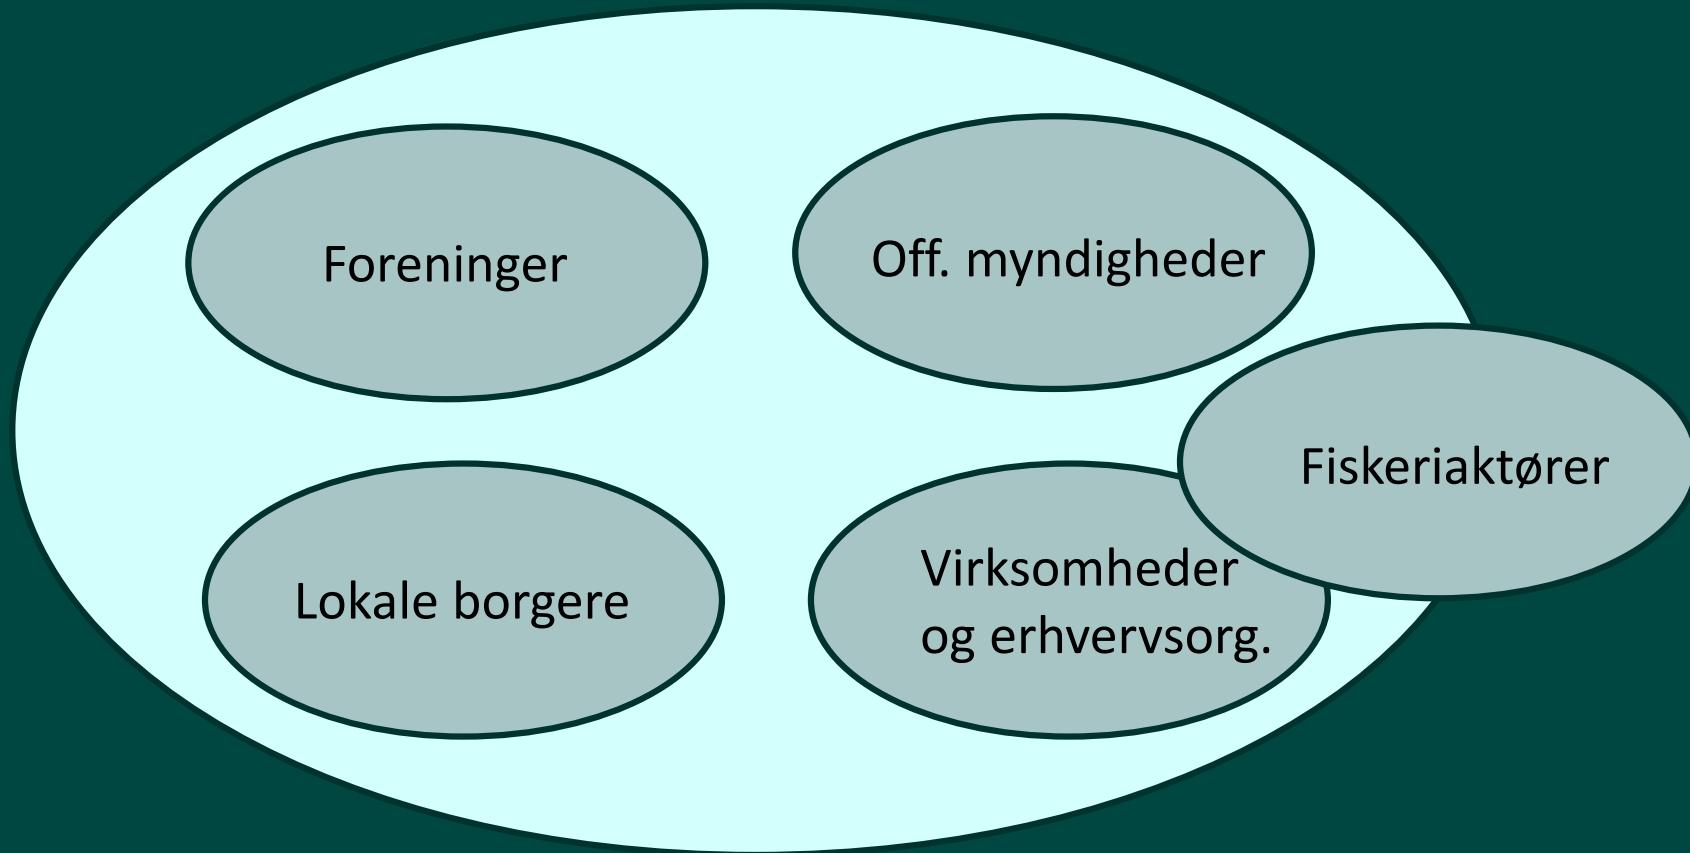 Foreninger
Off. myndigheder
Fiskeriaktører
Lokale borgere
Virksomheder
og erhvervsorg.